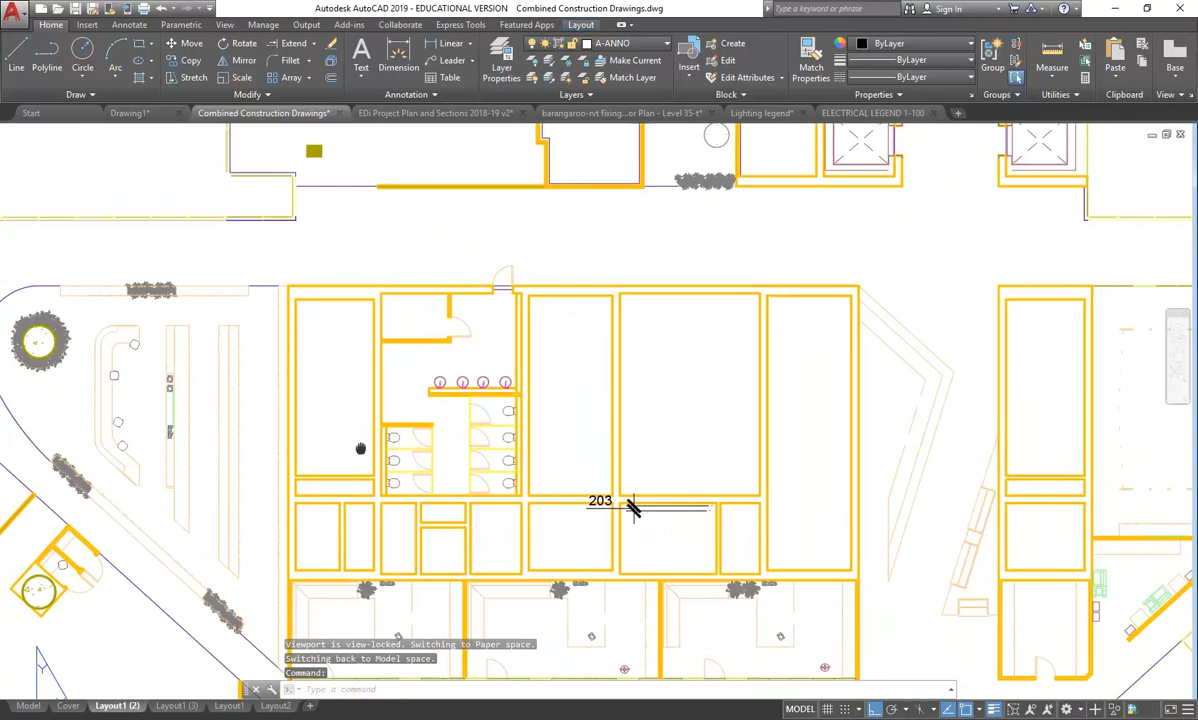 Autodesk AutoCAD 2019 - EDUCATIONAL VERSION Combined Construction Drawings.dwg
Type a keyword or phrase
Sign In
Home Insert Annotate Parametric View Manage Output Add-ins Collaborate Express Tools Featured Apps Layout
Line Polyline Circle Arc
Move Rotate Extend
Copy Mirror Fillet
Stretch Scale Array
Text Dimension
Linear
Leader
Table
Layer Properties
A-ANNO
Make Current
Match Layer
Insert
Create
Edit
Edit Attributes
Match Properties
ByLayer
ByLayer
ByLayer
Group
Measure
Paste
Base
Draw Modify Annotation Layers Block Properties Groups Utilities Clipboard View
Start Drawing1* Combined Construction Drawings* EDi Project Plan and Sections 2018-19 v2* barangaroo-rvt fixing...or Plan - Level 35-t* Lighting legend* ELECTRICAL LEGEND 1-100
203
Viewport is view-locked. Switching to Paper space.
Switching back to Model space.
Command:
Type a command
Y
Model Cover Layout1 (2) Layout1 (3) Layout1 Layout2 +
MODEL